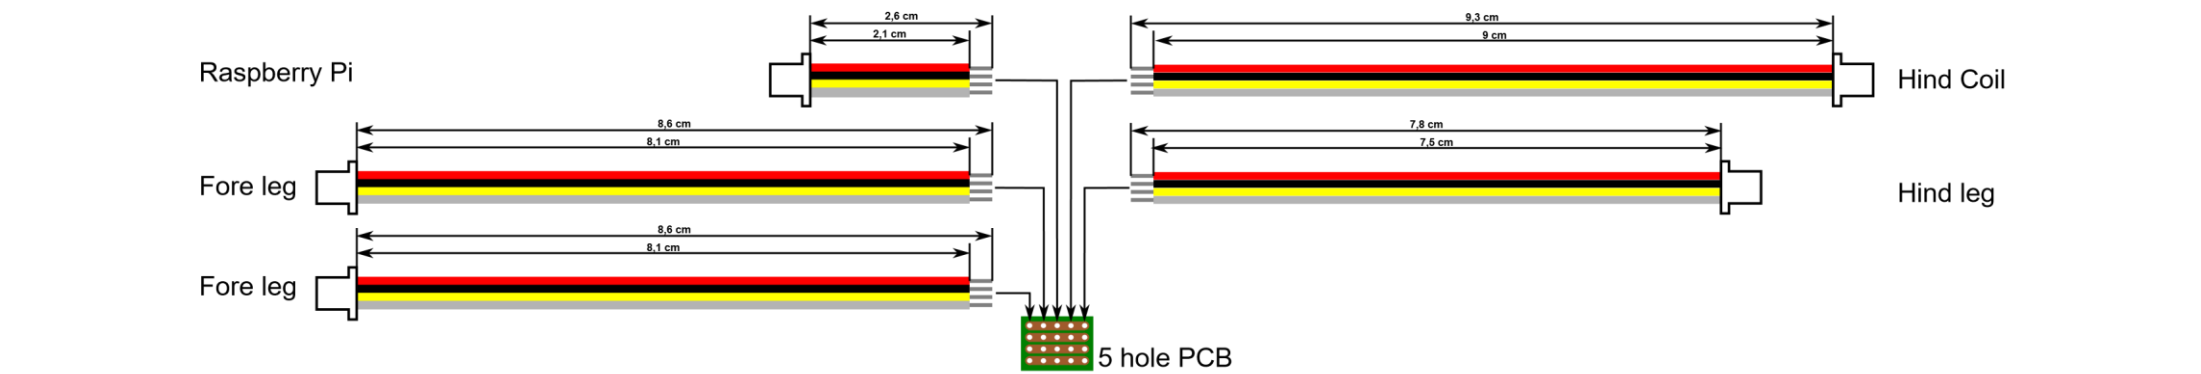 2,6 cm
2,1 cm
Raspberry Pi
9,3 cm
9 cm
Hind Coil
8,6 cm
8,1 cm
Fore leg
7,8 cm
7,5 cm
Hind leg
8,6 cm
8,1 cm
Fore leg
5 hole PCB